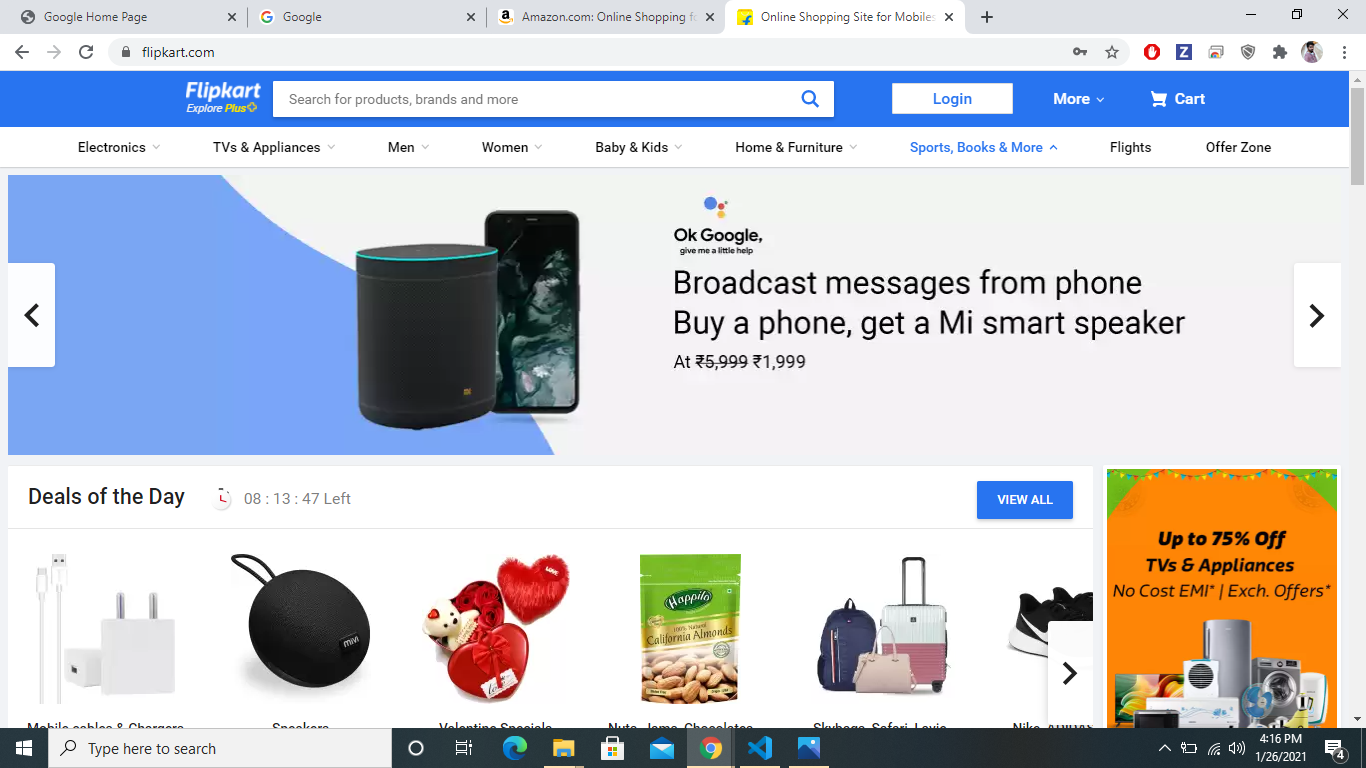 Google Home Page
Google
Amazon.com: Online Shopping fo
Online Shopping Site for Mobiles
flipkart.com
Flipkart
Explore Plus
Search for products, brands and more
Login
More
Cart
Electronics
TVs & Appliances
Men
Women
Baby & Kids
Home & Furniture
Sports, Books & More
Flights
Offer Zone
Ok Google,
give me a little help
Broadcast messages from phone
Buy a phone, get a Mi smart speaker
At ₹5,999 ₹1,999
Deals of the Day
08 : 13 : 47 Left
VIEW ALL
Up to 75% Off
TVs & Appliances
No Cost EMI* | Exch. Offers*
mivi
LOVE
Happilo
100% Natural
California Almonds
Mobile cables & Chargers
Speakers
Valentine Specials
Nuts, Jams, Chocolates
Skybags, Safari, Lavie
Nike, ADIDAS
Type here to search
4:16 PM
1/26/2021
4